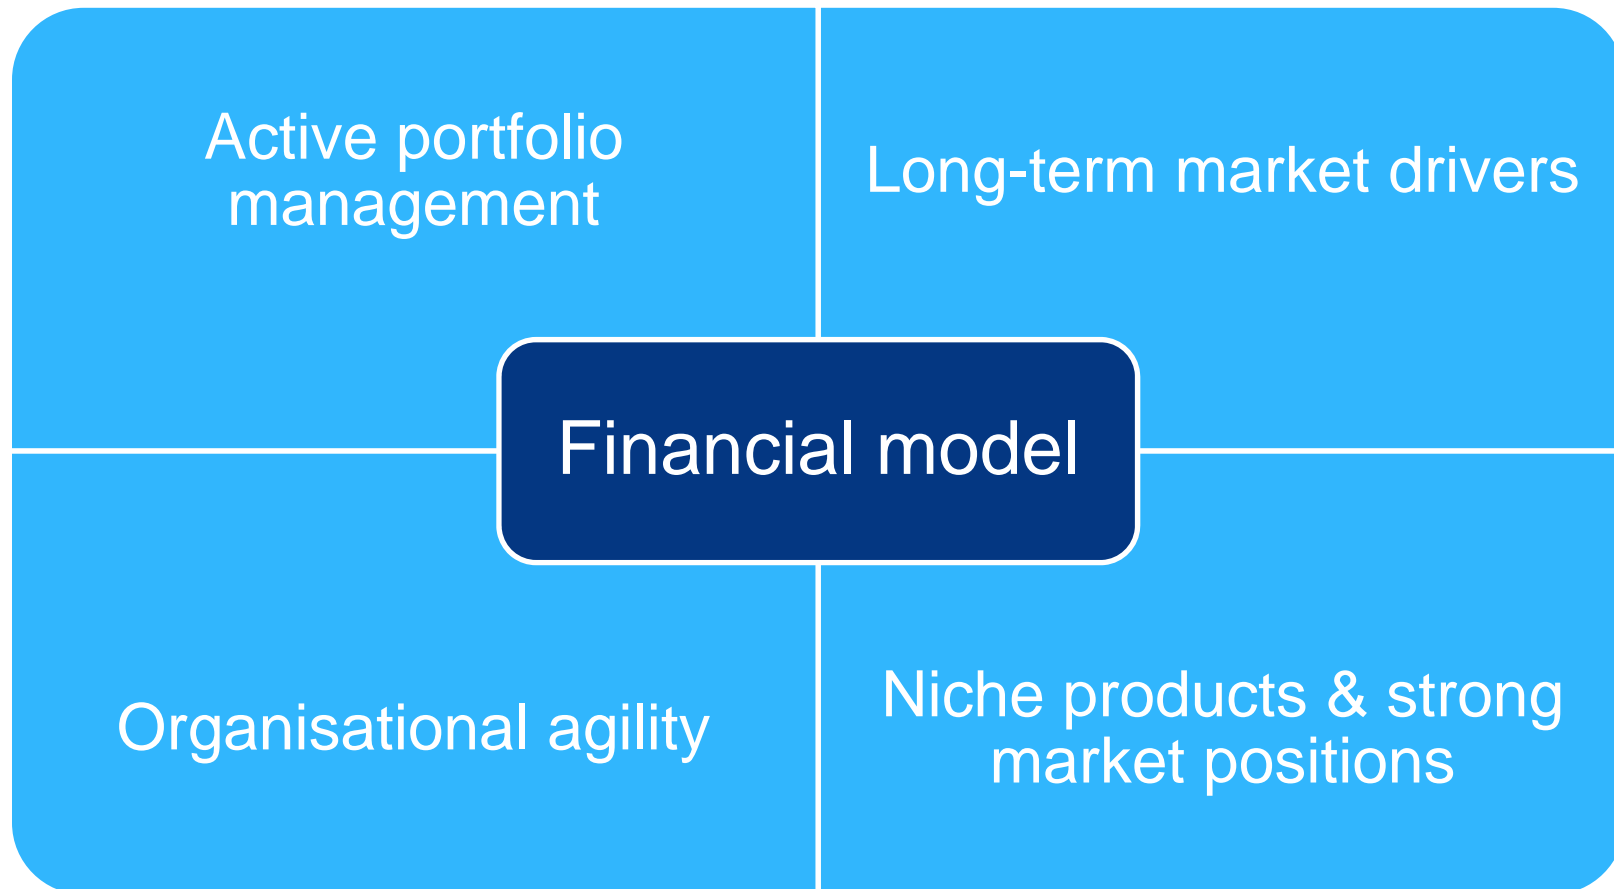 Active portfolio
management
Long-term market drivers
Financial model
Organisational agility
Niche products & strong
market positions